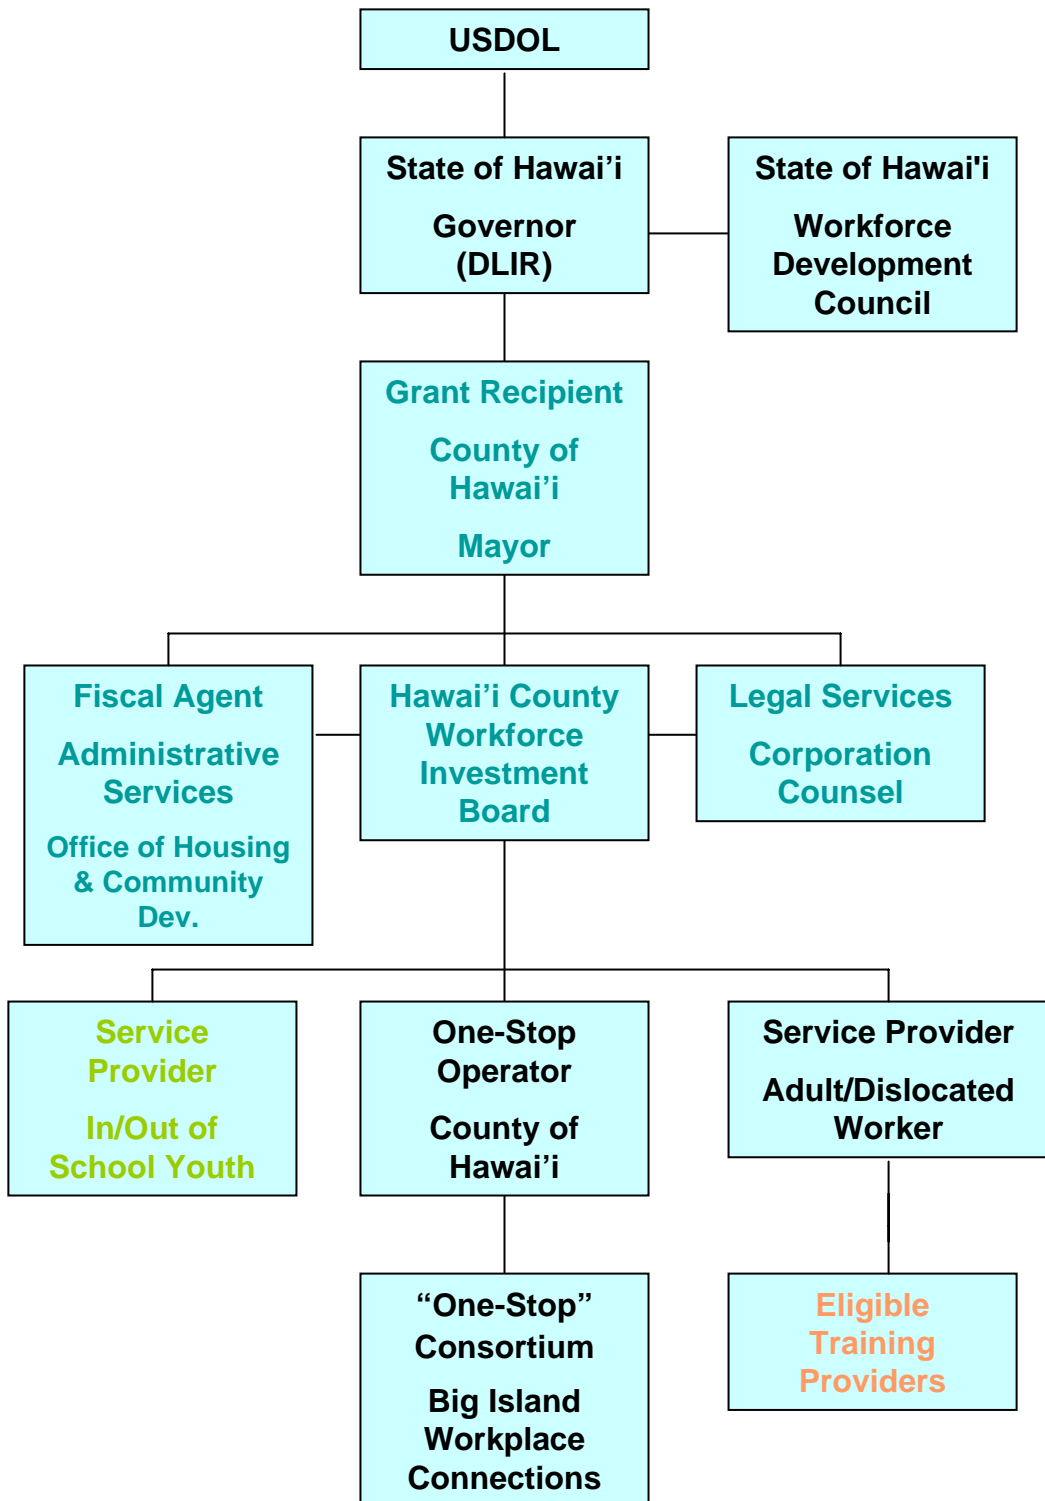 USDOL
State of Hawai’i
Governor
(DLIR)
State of Hawai'i
Workforce
Development
Council
Grant Recipient
County of
Hawai’i
Mayor
Fiscal Agent
Administrative
Services
Office of Housing
& Community
Dev.
Hawai’i County
Workforce
Investment
Board
Legal Services
Corporation
Counsel
Service
Provider
In/Out of
School Youth
One-Stop
Operator
County of
Hawai’i
Service Provider
Adult/Dislocated
Worker
“One-Stop”
Consortium
Big Island
Workplace
Connections
Eligible
Training
Providers